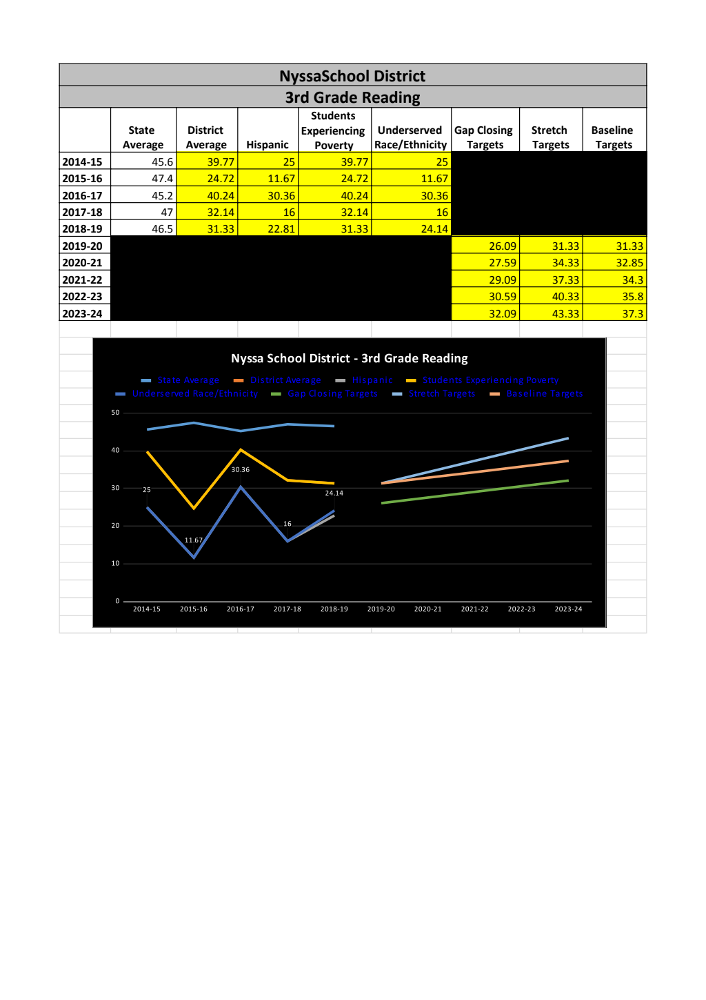 NyssaSchool District
3rd Grade Reading
State Average District Average Hispanic Students Experiencing Poverty Underserved Race/Ethnicity Gap Closing Targets Stretch Targets Baseline Targets
2014-15 45.6 39.77 25 39.77 25
2015-16 47.4 24.72 11.67 24.72 11.67
2016-17 45.2 40.24 30.36 40.24 30.36
2017-18 47 32.14 16 32.14 16
2018-19 46.5 31.33 22.81 31.33 24.14
2019-20 26.09 31.33 31.33
2020-21 27.59 34.33 32.85
2021-22 29.09 37.33 34.3
2022-23 30.59 40.33 35.8
2023-24 32.09 43.33 37.3
Nyssa School District - 3rd Grade Reading
State Average District Average Hispanic Students Experiencing Poverty
Underserved Race/Ethnicity Gap Closing Targets Stretch Targets Baseline Targets
50
40
30.36
30
25
24.14
20
16
11.67
10
0
2014-15 2015-16 2016-17 2017-18 2018-19 2019-20 2020-21 2021-22 2022-23 2023-24